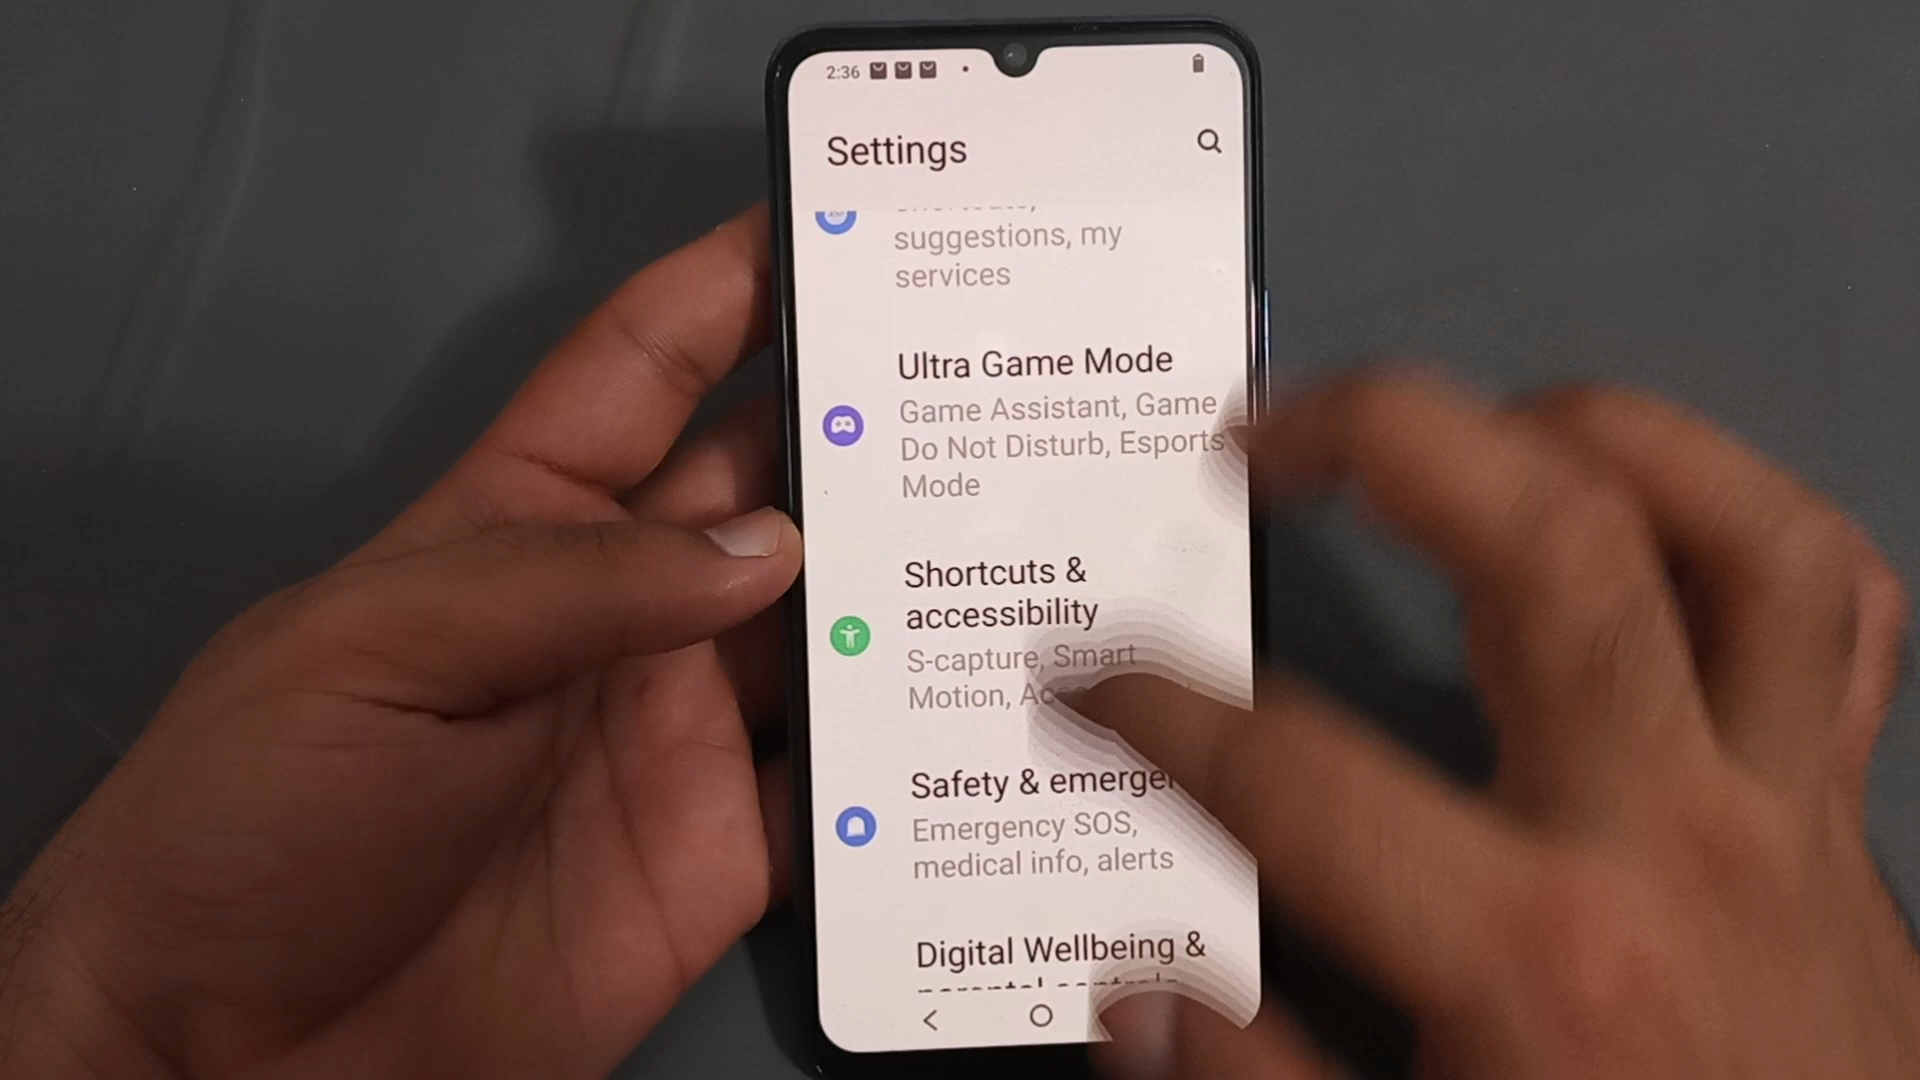 2:36
Settings
suggestions, my
services
Ultra Game Mode
Game Assistant, Game
Do Not Disturb, Esports
Mode
Shortcuts &
accessibility
S-capture, Smart
Motion,
Safety &
Emergency SOS,
medical info, alerts
Digital Wellbeing &